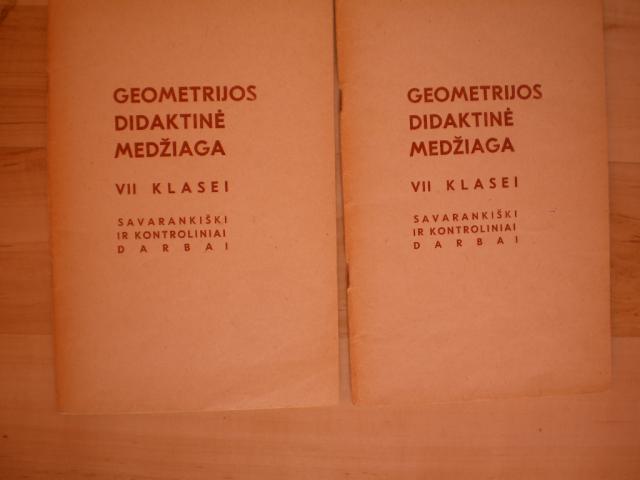 GEOMETRIJOS
DIDAKTINĖ
MEDŽIAGA
VII KLASEI
SAVARANKIŠKI
IR KONTROLINIAI
DARBAI
GEOMETRIJOS
DIDAKTINĖ
MEDŽIAGA
VII KLASEI
SAVARANKIŠKI
IR KONTROLINIAI
DARBAI